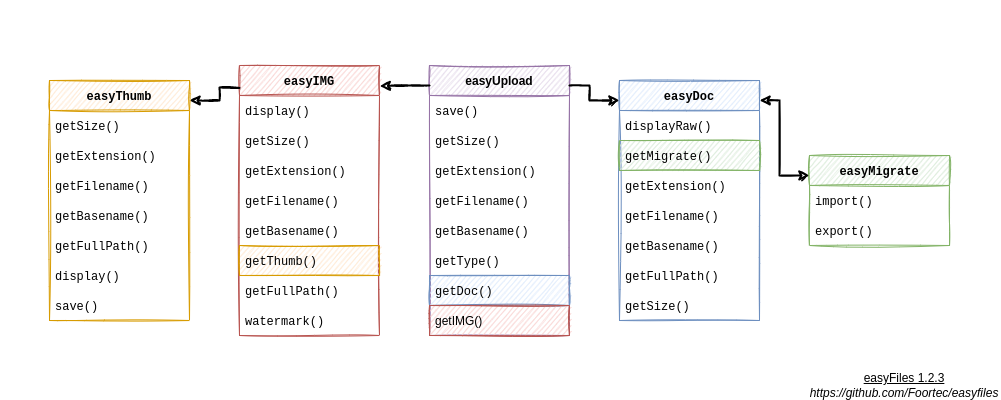 easyThumb
getSize()
getExtension()
getFilename()
getBasename()
getFullPath()
display()
save()
easyIMG
display()
getSize()
getExtension()
getFilename()
getBasename()
getThumb()
getFullPath()
watermark()
easyUpload
save()
getSize()
getExtension()
getFilename()
getBasename()
getType()
getDoc()
getIMG()
easyDoc
displayRaw()
getMigrate()
getExtension()
getFilename()
getBasename()
getFullPath()
getSize()
easyMigrate
import()
export()
easyFiles 1.2.3
https://github.com/Foortec/easyfiles